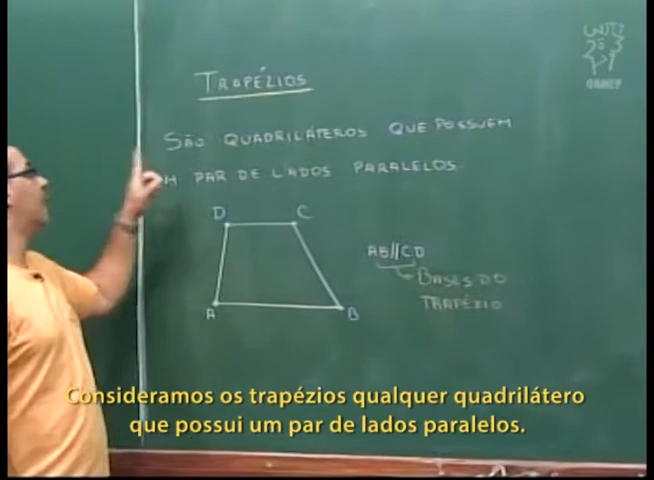 OBMEP
TRAPÉZIOS
SÃO QUADRILÁTEROS QUE POSSUEM
M PAR DE LADOS PARALELOS.
D C
AB//CD
BASES DO
TRAPÉZIO
A B
Consideramos os trapézios qualquer quadrilátero
que possui um par de lados paralelos.